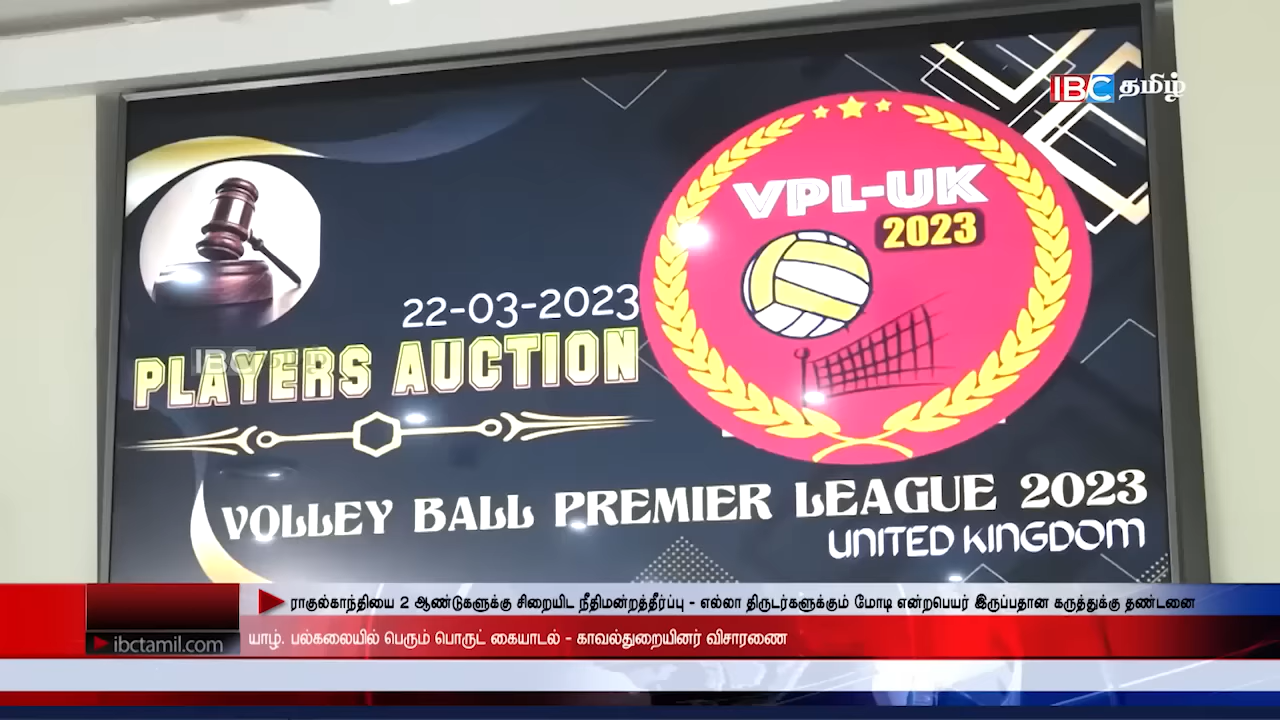 IBC தமிழ்
VPL-UK
2023
22-03-2023
PLAYERS AUCTION
IBC தமிழ்
VOLLEY BALL PREMIER LEAGUE 2023
UNITED KINGDOM
ராகுல்காந்தியை 2 ஆண்டுகளுக்கு சிறையிட நீதிமன்றத்தீர்ப்பு - எல்லா திருடர்களுக்கும் மோடி என்றபெயர் இருப்பதான கருத்துக்கு தண்டனை
ibctamil.com
யாழ். பல்கலையில் பெரும் பொருட் கையாடல் - காவல்துறையினர் விசாரணை